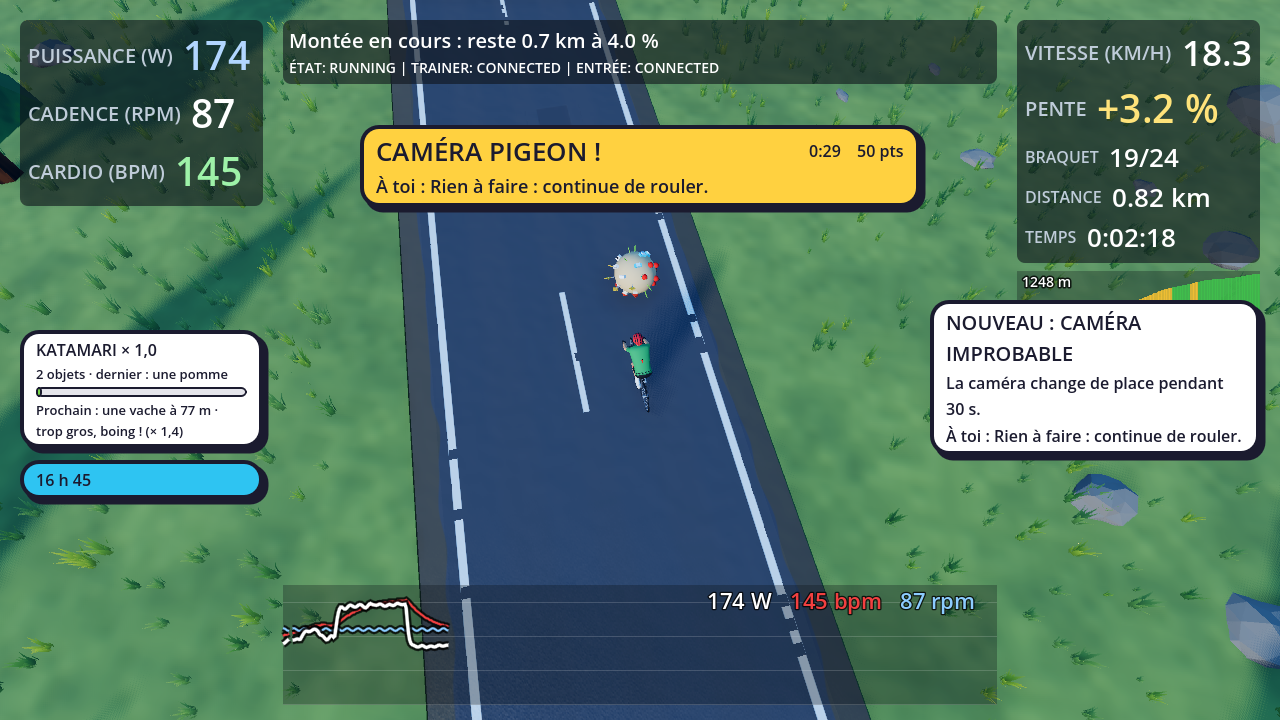 PUISSANCE (W) 174
CADENCE (RPM) 87
CARDIO (BPM) 145
Montée en cours : reste 0.7 km à 4.0 %
ÉTAT: RUNNING | TRAINER: CONNECTED | ENTRÉE: CONNECTED
VITESSE (KM/H) 18.3
PENTE +3.2 %
BRAQUET 19/24
DISTANCE 0.82 km
TEMPS 0:02:18
1248 m
CAMÉRA PIGEON ! 0:29 50 pts
À toi : Rien à faire : continue de rouler.
NOUVEAU : CAMÉRA
IMPROBABLE
La caméra change de place pendant
30 s.
À toi : Rien à faire : continue de rouler.
KATAMARI × 1,0
2 objets · dernier : une pomme
Prochain : une vache à 77 m ·
trop gros, boing ! (× 1,4)
16 h 45
174 W 145 bpm 87 rpm